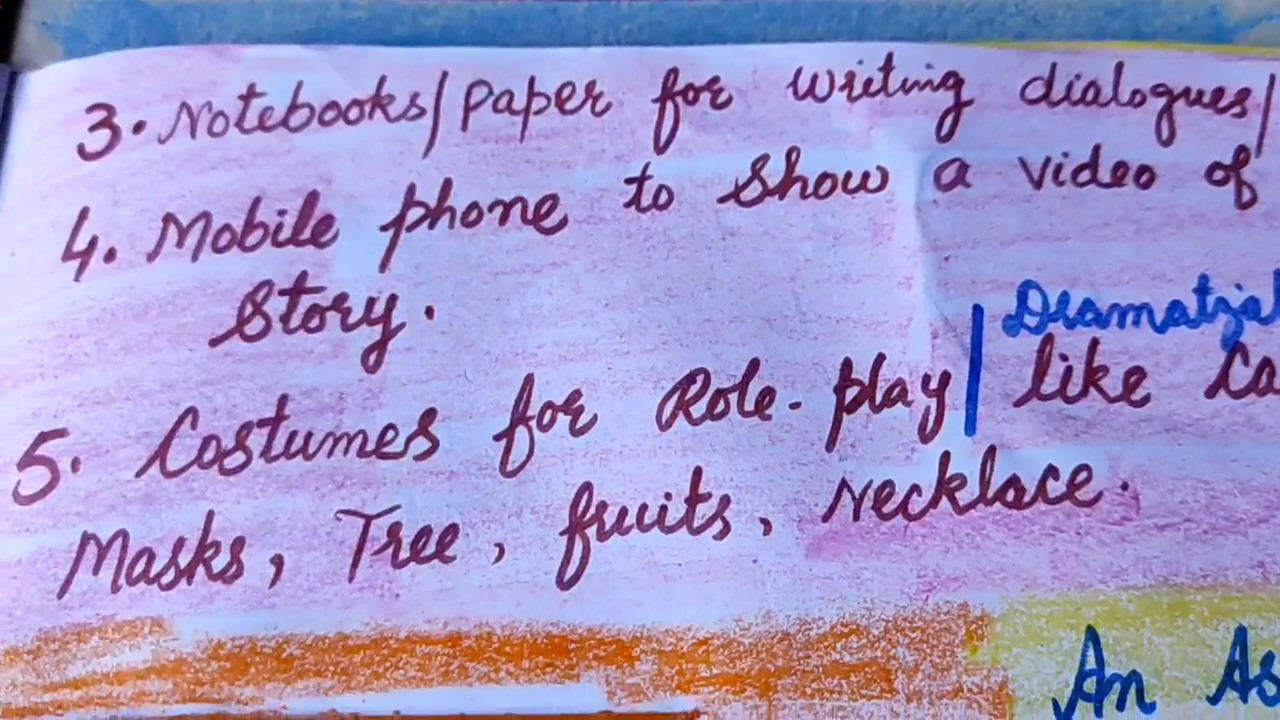 3. Notebooks/Paper for writing dialogues/
4. Mobile phone to Show a video of
Story.
5. Costumes for Role-play/ like
Masks, Tree, fruits, Necklace.
An